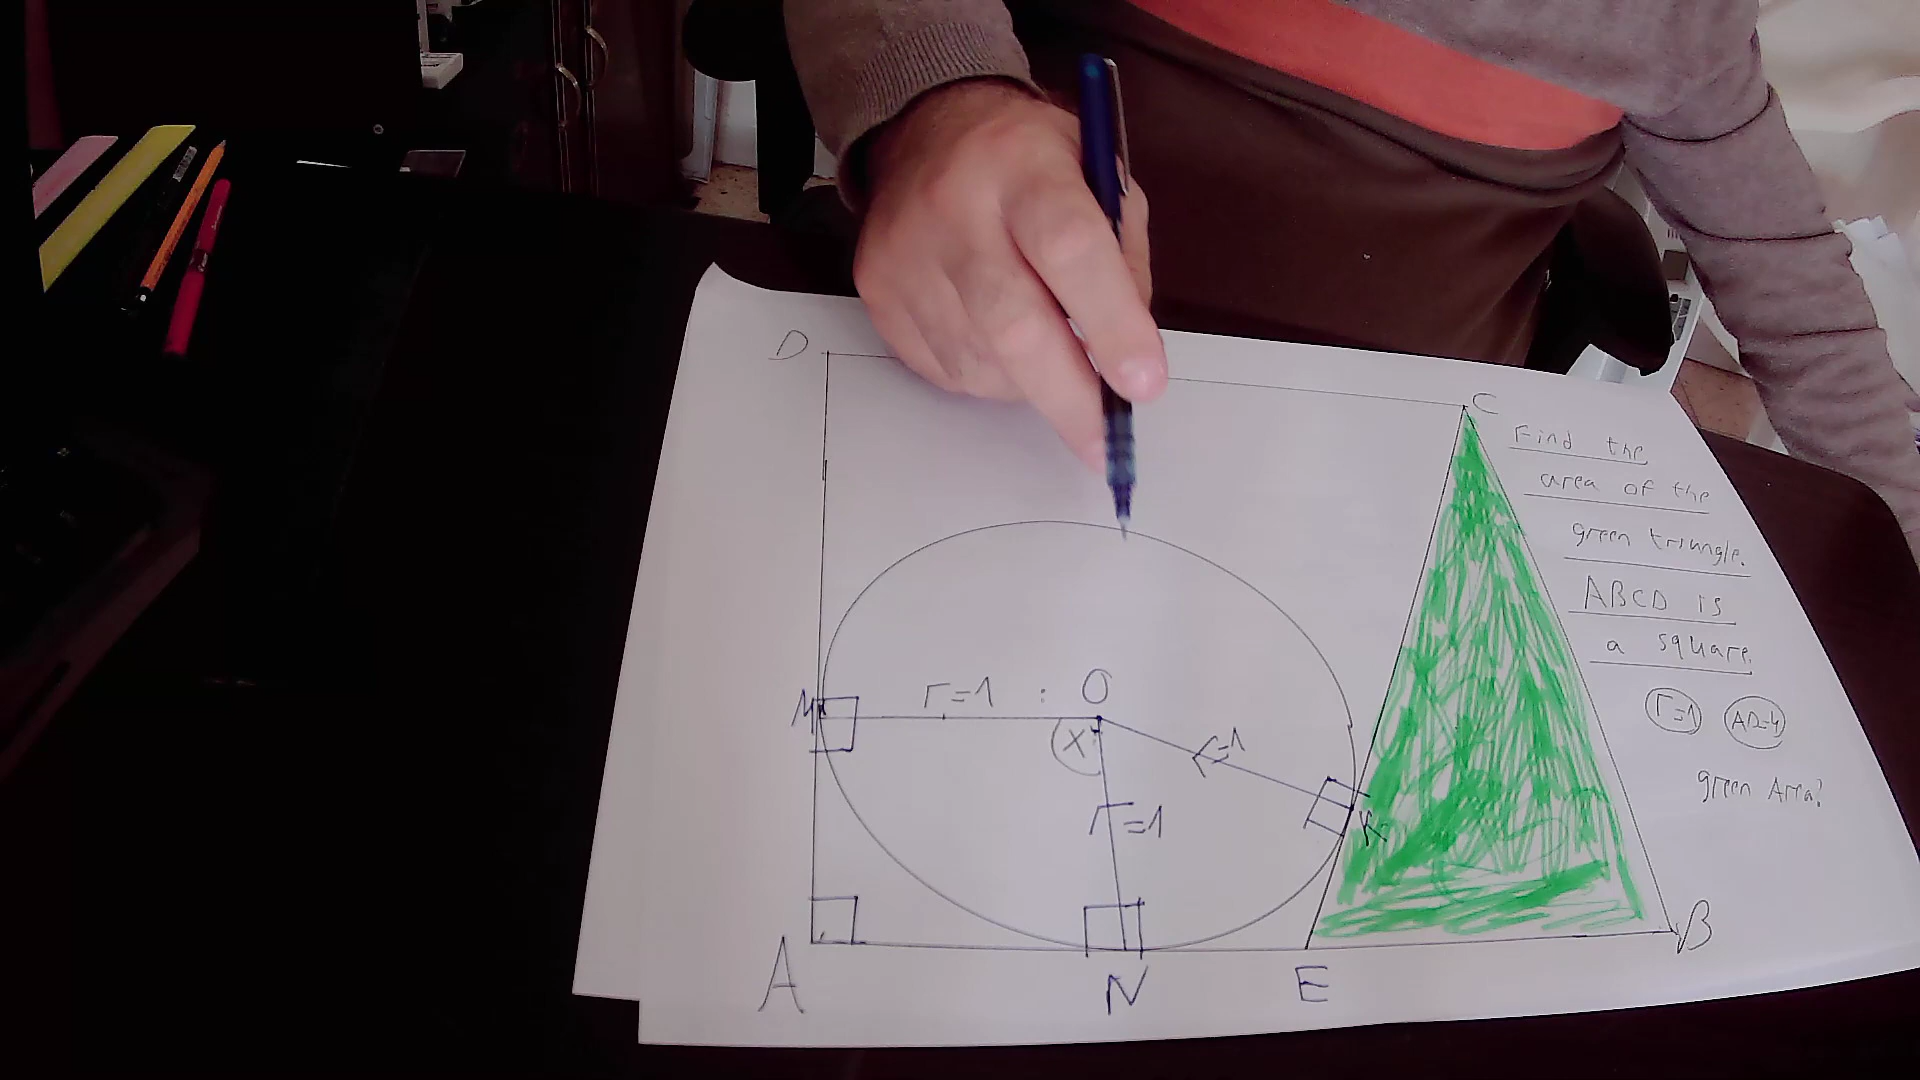 D
C
Find the
area of the
green triangle.
ABCD is
a square.
r=1 AD=4
green Area?
M r=1 O
x
r=1
r=1
K
A N E B